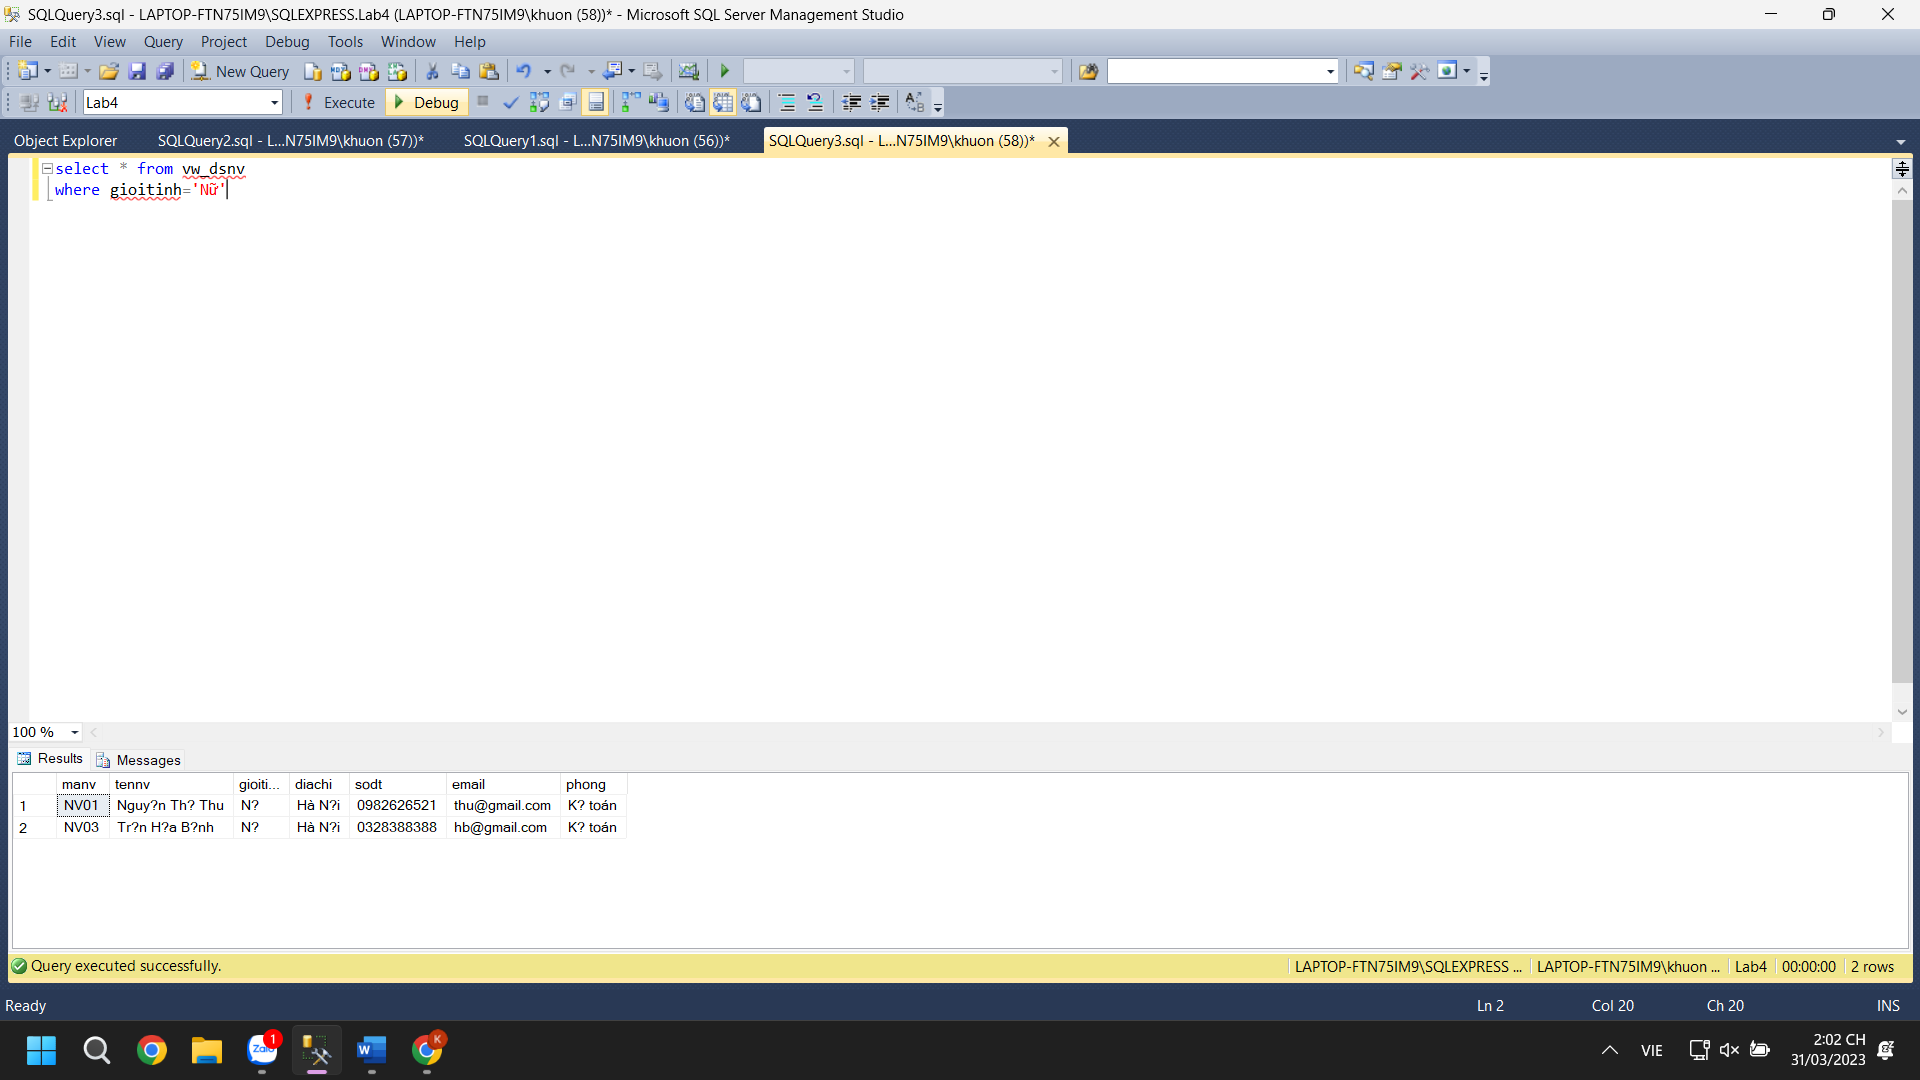 SQLQuery3.sql - LAPTOP-FTN75IM9\SQLEXPRESS.Lab4 (LAPTOP-FTN75IM9\khuon (58))* - Microsoft SQL Server Management Studio
File Edit View Query Project Debug Tools Window Help
New Query
Lab4 Execute Debug
Object Explorer SQLQuery2.sql - L...N75IM9\khuon (57))* SQLQuery1.sql - L...N75IM9\khuon (56))* SQLQuery3.sql - L...N75IM9\khuon (58))*
select * from vw_dsnv
where gioitinh='Nữ'
100 %
Results Messages
manv tennv gioiti... diachi sodt email phong
1 NV01 Nguy?n Th? Thu N? Hà N?i 0982626521 thu@gmail.com K? toán
2 NV03 Tr?n H?a B?nh N? Hà N?i 0328388388 hb@gmail.com K? toán
Query executed successfully. LAPTOP-FTN75IM9\SQLEXPRESS ... LAPTOP-FTN75IM9\khuon ... Lab4 00:00:00 2 rows
Ready Ln 2 Col 20 Ch 20 INS
Zalo 1 W K VIE 2:02 CH
31/03/2023